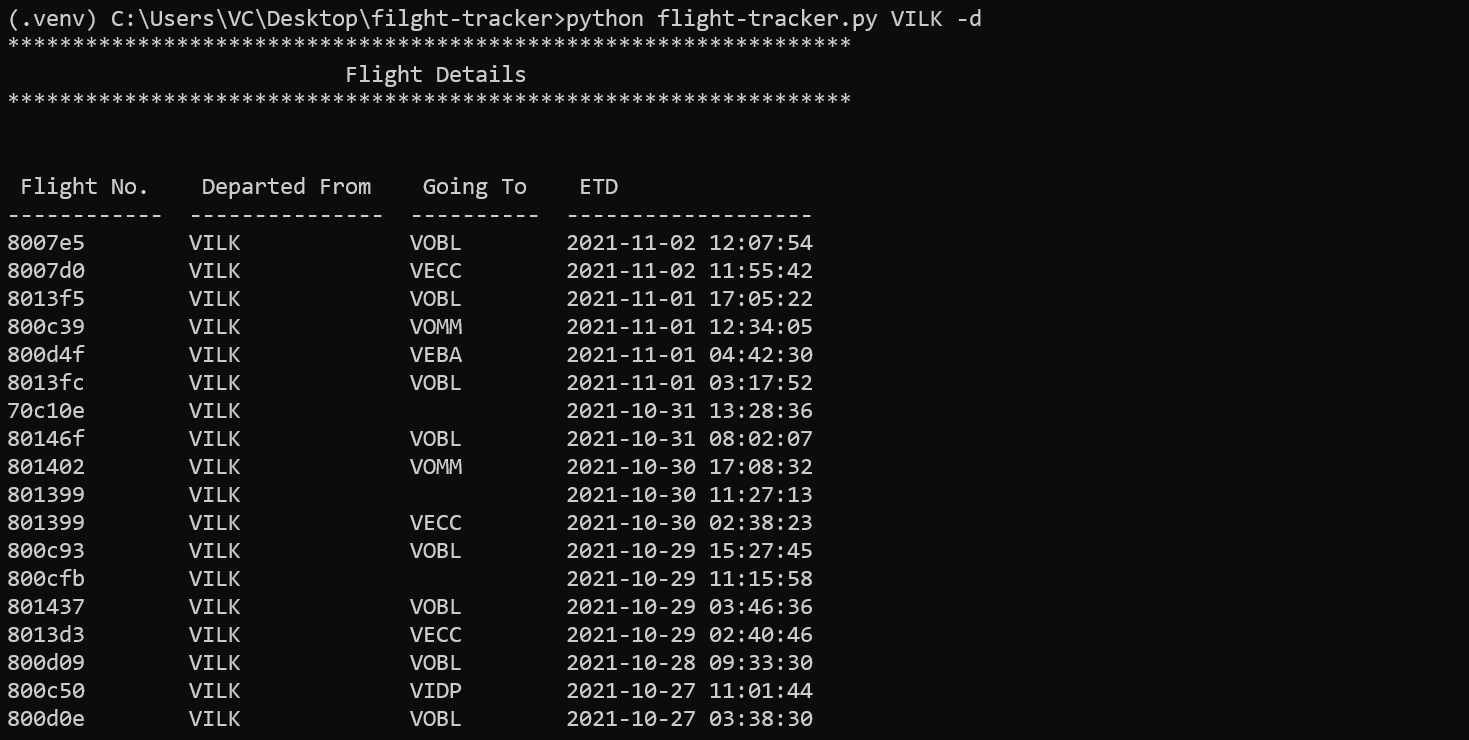 (.venv) C:\Users\VC\Desktop\filght-tracker>python flight-tracker.py VILK -d
*****************************************************************
Flight Details
*****************************************************************
Flight No.    Departed From    Going To    ETD
------------  ---------------  ----------  -------------------
8007e5        VILK             VOBL        2021-11-02 12:07:54
8007d0        VILK             VECC        2021-11-02 11:55:42
8013f5        VILK             VOBL        2021-11-01 17:05:22
800c39        VILK             VOMM        2021-11-01 12:34:05
800d4f        VILK             VEBA        2021-11-01 04:42:30
8013fc        VILK             VOBL        2021-11-01 03:17:52
70c10e        VILK                         2021-10-31 13:28:36
80146f        VILK             VOBL        2021-10-31 08:02:07
801402        VILK             VOMM        2021-10-30 17:08:32
801399        VILK                         2021-10-30 11:27:13
801399        VILK             VECC        2021-10-30 02:38:23
800c93        VILK             VOBL        2021-10-29 15:27:45
800cfb        VILK                         2021-10-29 11:15:58
801437        VILK             VOBL        2021-10-29 03:46:36
8013d3        VILK             VECC        2021-10-29 02:40:46
800d09        VILK             VOBL        2021-10-28 09:33:30
800c50        VILK             VIDP        2021-10-27 11:01:44
800d0e        VILK             VOBL        2021-10-27 03:38:30